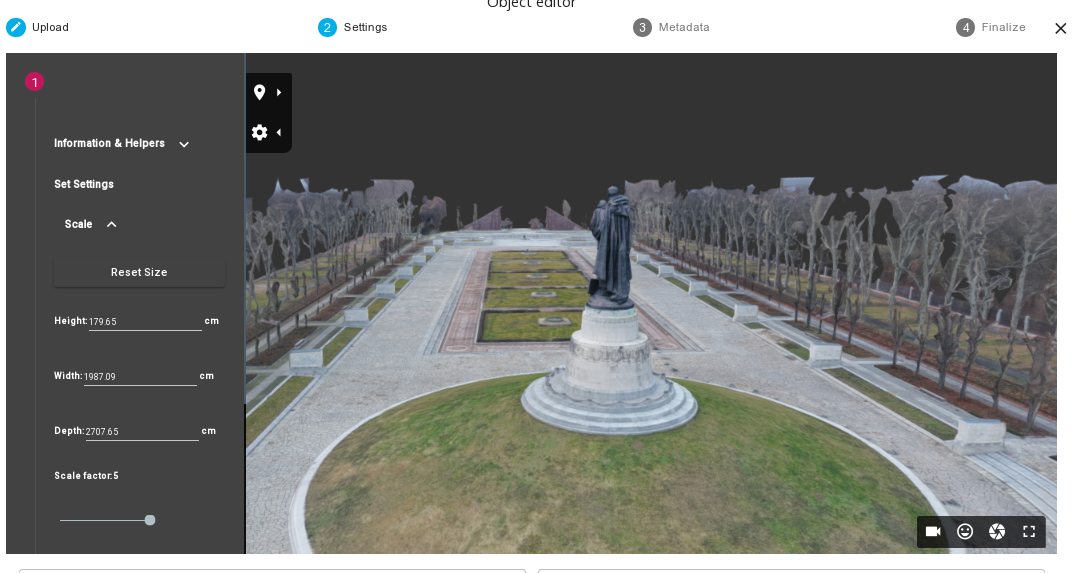 Object editor
Upload
2 Settings
3 Metadata
4 Finalize
1
Information & Helpers
Set Settings
Scale
Reset Size
Height: 179.65 cm
Width: 1987.09 cm
Depth: 2707.65 cm
Scale factor:5